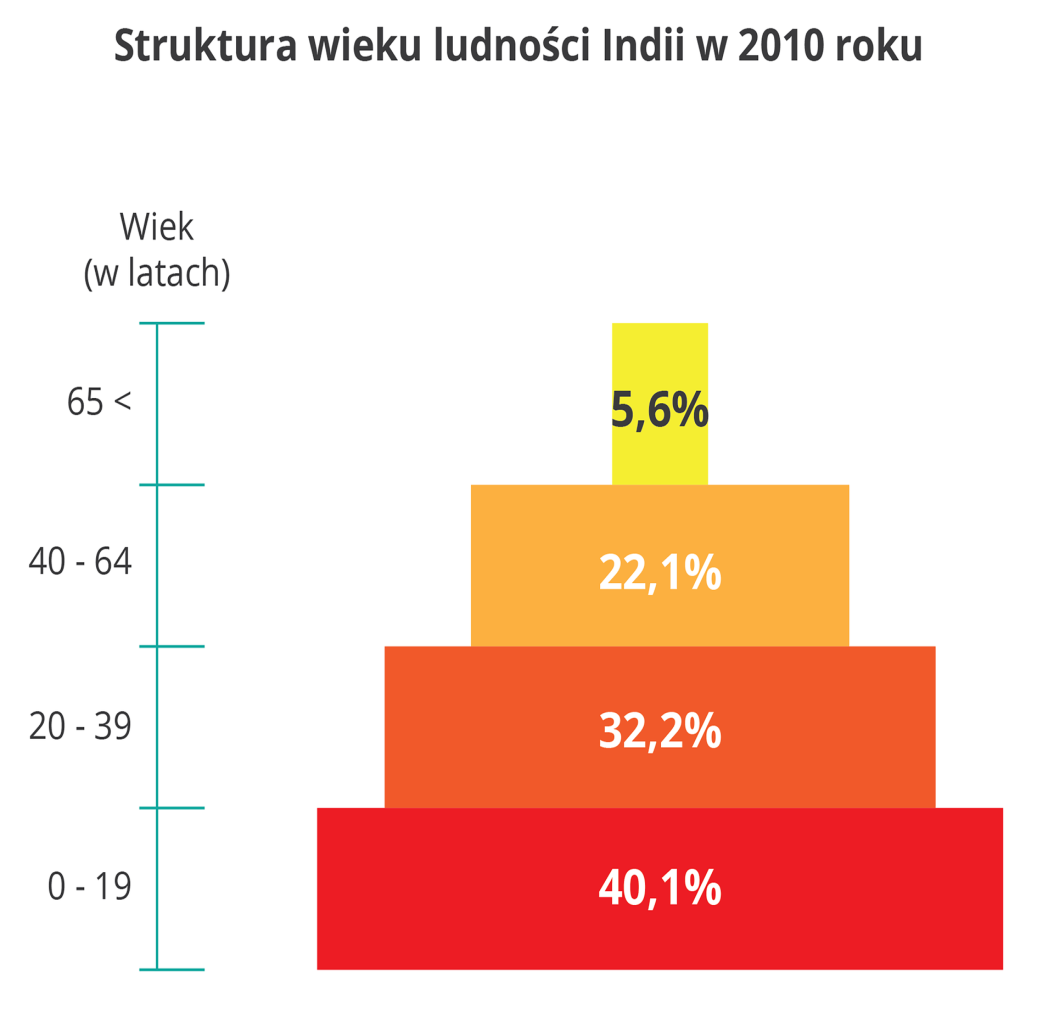 Struktura wieku ludności Indii w 2010 roku
Wiek
(w latach)
65 <
5,6%
40 - 64
22,1%
20 - 39
32,2%
0 - 19
40,1%